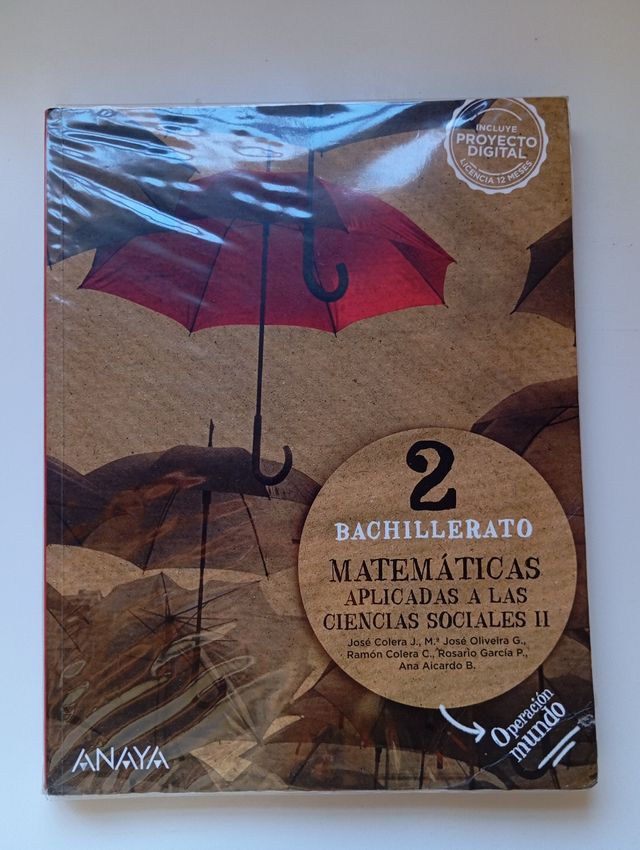 INCLUYE
PROYECTO
DIGITAL
LICENCIA 12 MESES
2
BACHILLERATO
MATEMÁTICAS
APLICADAS A LAS
CIENCIAS SOCIALES II
José Colera J., M.ª José Oliveira G.,
Ramón Colera C., Rosario García P.,
Ana Aicardo B.
Operación
mundo
ANAYA